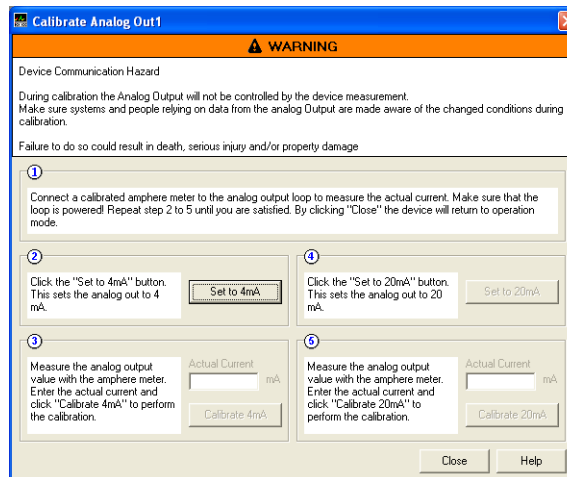 Calibrate Analog Out1
WARNING
Device Communication Hazard
During calibration the Analog Output will not be controlled by the device measurement.
Make sure systems and people relying on data from the analog Output are made aware of the changed conditions during
calibration.
Failure to do so could result in death, serious injury and/or property damage
1
Connect a calibrated amphere meter to the analog output loop to measure the actual current. Make sure that the
loop is powered! Repeat step 2 to 5 until you are satisfied. By clicking "Close" the device will return to operation
mode.
2
Click the "Set to 4mA" button.
This sets the analog out to 4
mA.
Set to 4mA
4
Click the "Set to 20mA" button.
This sets the analog out to 20
mA.
Set to 20mA
3
Measure the analog output
value with the amphere meter.
Enter the actual current and
click "Calibrate 4mA" to perform
the calibration.
Actual Current
mA
Calibrate 4mA
5
Measure the analog output
value with the amphere meter.
Enter the actual current and
click "Calibrate 20mA" to
perform the calibration.
Actual Current
mA
Calibrate 20mA
Close
Help